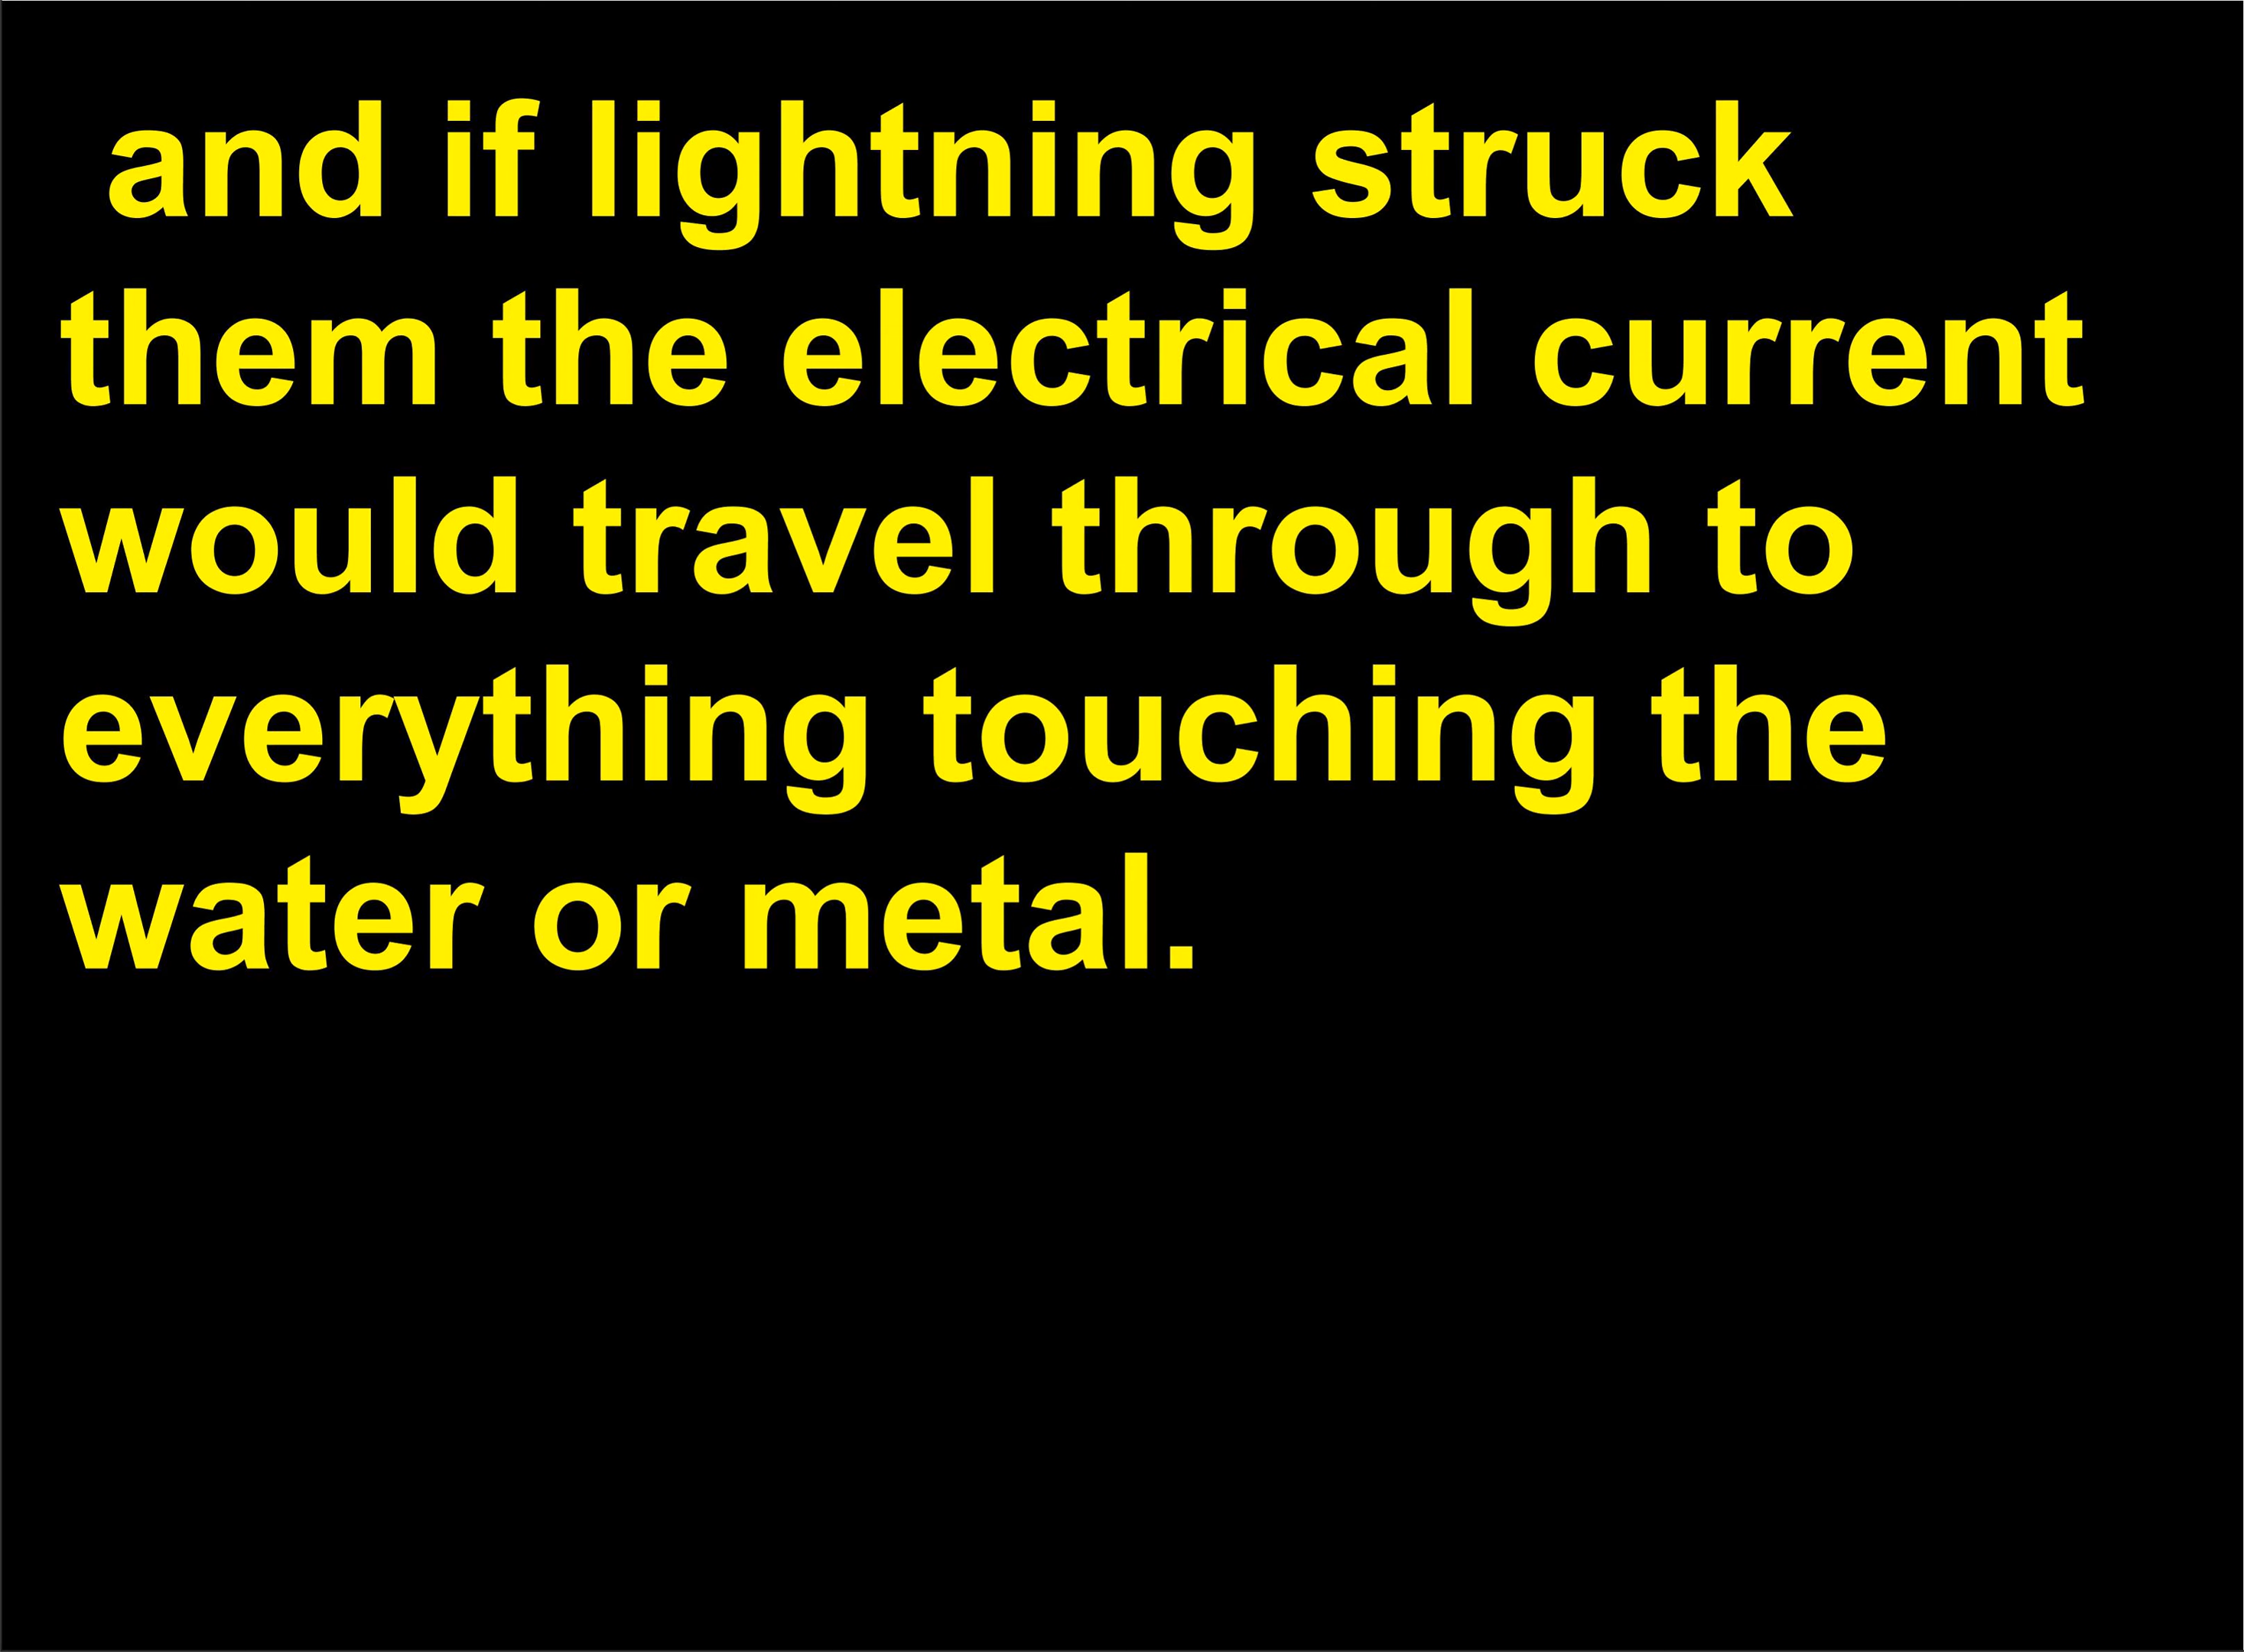 and if lightning struck
them the electrical current
would travel through to
everything touching the
water or metal.